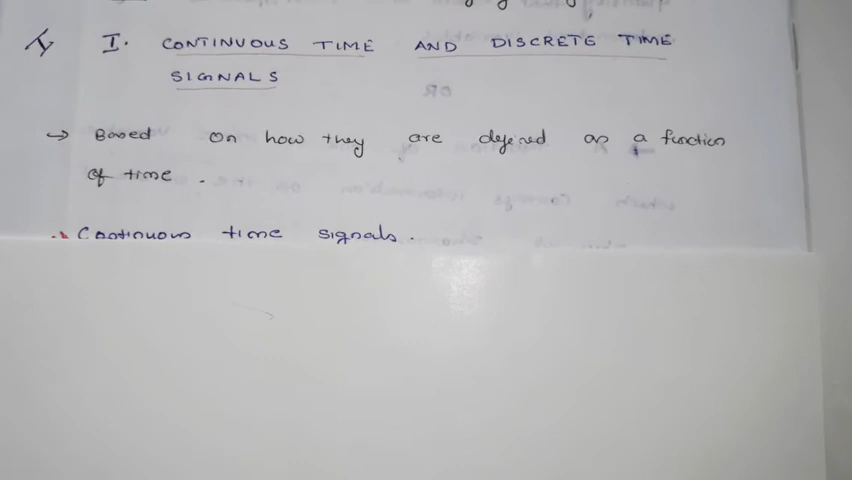 I. CONTINUOUS TIME AND DISCRETE TIME
SIGNALS
→ Based on how they are defined as a function
of time.
Continuous time signals.